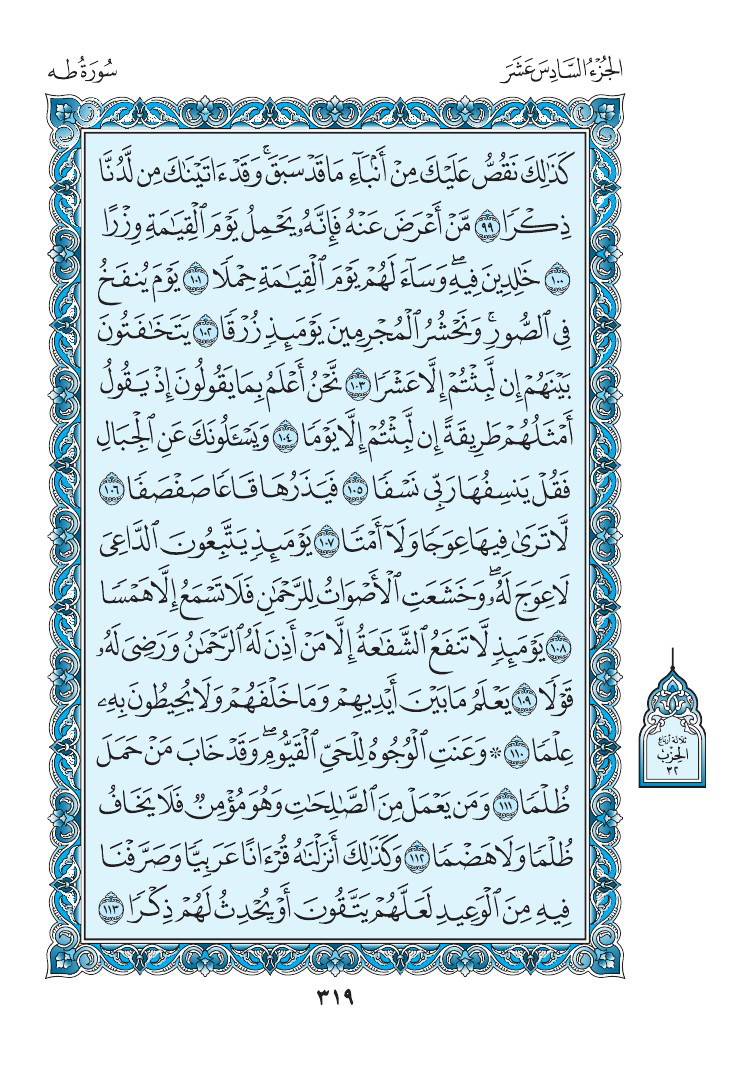 الجُزْءُ السَّادِسَ عَشَرَ
سُورَةُ طه
كَذَٰلِكَ نَقُصُّ عَلَيْكَ مِنْ أَنۢبَآءِ مَا قَدْ سَبَقَۚ وَقَدْ ءَاتَيْنَٰكَ مِن لَّدُنَّا
ذِكْرًا ٩٩ مَّنْ أَعْرَضَ عَنْهُ فَإِنَّهُۥ يَحْمِلُ يَوْمَ ٱلْقِيَٰمَةِ وِزْرًا
١٠٠ خَٰلِدِينَ فِيهِۖ وَسَآءَ لَهُمْ يَوْمَ ٱلْقِيَٰمَةِ حِمْلًا ١٠١ يَوْمَ يُنفَخُ
فِى ٱلصُّورِۚ وَنَحْشُرُ ٱلْمُجْرِمِينَ يَوْمَئِذٍ زُرْقًا ١٠٢ يَتَخَٰفَتُونَ
بَيْنَهُمْ إِن لَّبِثْتُمْ إِلَّا عَشْرًا ١٠٣ نَّحْنُ أَعْلَمُ بِمَا يَقُولُونَ إِذْ يَقُولُ
أَمْثَلُهُمْ طَرِيقَةً إِن لَّبِثْتُمْ إِلَّا يَوْمًا ١٠٤ وَيَسْـَٔلُونَكَ عَنِ ٱلْجِبَالِ
فَقُلْ يَنسِفُهَا رَبِّى نَسْفًا ١٠٥ فَيَذَرُهَا قَاعًا صَفْصَفًا ١٠٦
لَّا تَرَىٰ فِيهَا عِوَجًا وَلَآ أَمْتًا ١٠٧ يَوْمَئِذٍ يَتَّبِعُونَ ٱلدَّاعِىَ
لَا عِوَجَ لَهُۥۖ وَخَشَعَتِ ٱلْأَصْوَاتُ لِلرَّحْمَٰنِ فَلَا تَسْمَعُ إِلَّا هَمْسًا
١٠٨ يَوْمَئِذٍ لَّا تَنفَعُ ٱلشَّفَٰعَةُ إِلَّا مَنْ أَذِنَ لَهُ ٱلرَّحْمَٰنُ وَرَضِىَ لَهُۥ
قَوْلًا ١٠٩ يَعْلَمُ مَا بَيْنَ أَيْدِيهِمْ وَمَا خَلْفَهُمْ وَلَا يُحِيطُونَ بِهِۦ
عِلْمًا ١١٠ ۞ وَعَنَتِ ٱلْوُجُوهُ لِلْحَىِّ ٱلْقَيُّومِۖ وَقَدْ خَابَ مَنْ حَمَلَ
ظُلْمًا ١١١ وَمَن يَعْمَلْ مِنَ ٱلصَّٰلِحَٰتِ وَهُوَ مُؤْمِنٌ فَلَا يَخَافُ
ظُلْمًا وَلَا هَضْمًا ١١٢ وَكَذَٰلِكَ أَنزَلْنَٰهُ قُرْءَانًا عَرَبِيًّا وَصَرَّفْنَا
فِيهِ مِنَ ٱلْوَعِيدِ لَعَلَّهُمْ يَتَّقُونَ أَوْ يُحْدِثُ لَهُمْ ذِكْرًا ١١٣
ثلاثة أرباع
الحزب
٣٢
٣١٩